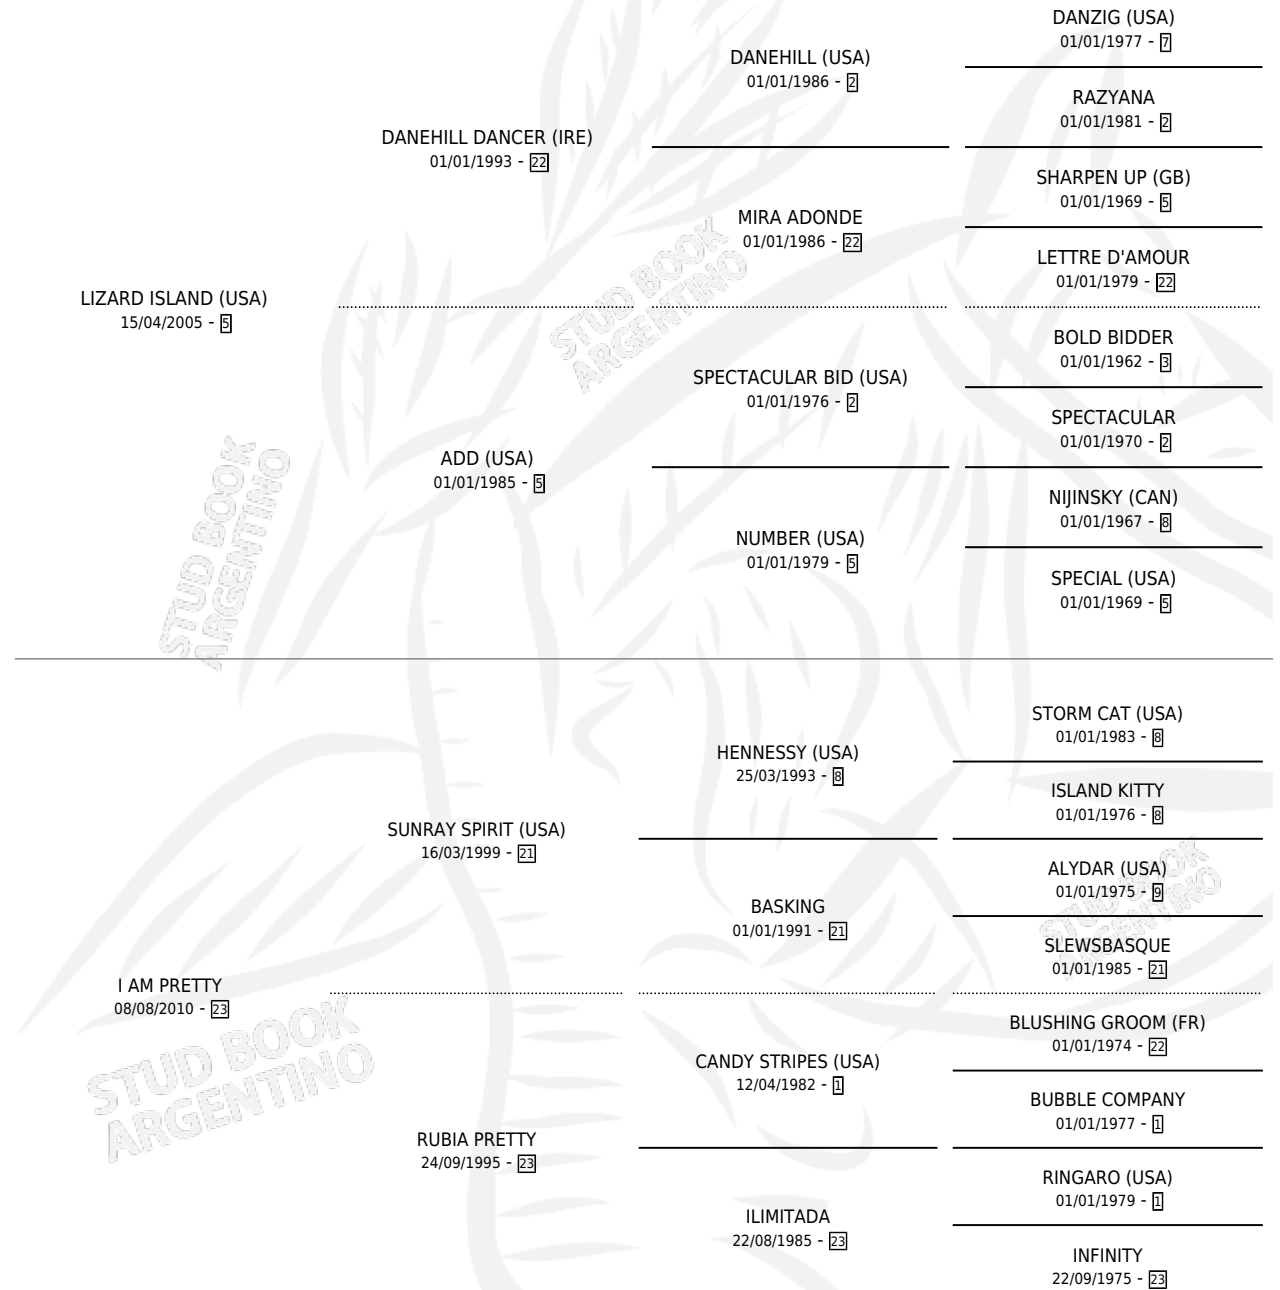 DANZIG (USA)
01/01/1977 - 7
DANEHILL (USA)
01/01/1986 - 2
RAZYANA
01/01/1981 - 2
DANEHILL DANCER (IRE)
01/01/1993 - 22
SHARPEN UP (GB)
01/01/1969 - 5
MIRA ADONDE
01/01/1986 - 22
LETTRE D'AMOUR
01/01/1979 - 22
LIZARD ISLAND (USA)
15/04/2005 - 5
BOLD BIDDER
01/01/1962 - 3
SPECTACULAR BID (USA)
01/01/1976 - 2
SPECTACULAR
01/01/1970 - 2
ADD (USA)
01/01/1985 - 5
NIJINSKY (CAN)
01/01/1967 - 8
NUMBER (USA)
01/01/1979 - 5
SPECIAL (USA)
01/01/1969 - 5
STORM CAT (USA)
01/01/1983 - 8
HENNESSY (USA)
25/03/1993 - 8
ISLAND KITTY
01/01/1976 - 8
SUNRAY SPIRIT (USA)
16/03/1999 - 21
ALYDAR (USA)
01/01/1975 - 9
BASKING
01/01/1991 - 21
SLEWSBASQUE
01/01/1985 - 21
I AM PRETTY
08/08/2010 - 23
BLUSHING GROOM (FR)
01/01/1974 - 22
CANDY STRIPES (USA)
12/04/1982 - 1
BUBBLE COMPANY
01/01/1977 - 1
RUBIA PRETTY
24/09/1995 - 23
RINGARO (USA)
01/01/1979 - 1
ILIMITADA
22/08/1985 - 23
INFINITY
22/09/1975 - 23
STUD BOOK
ARGENTINO
STUD BOOK
ARGENTINO
STUD BOOK
ARGENTINO
STUD BOOK
ARGENTINO